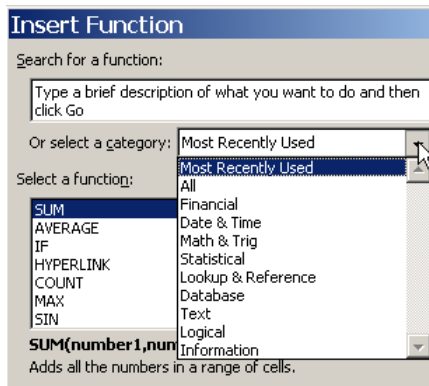 Insert Function
Search for a function:
Type a brief description of what you want to do and then
click Go
Or select a category: Most Recently Used
Most Recently Used
All
Financial
Date & Time
Math & Trig
Statistical
Lookup & Reference
Database
Text
Logical
Information
Select a function:
SUM
AVERAGE
IF
HYPERLINK
COUNT
MAX
SIN
SUM(number1,num
Adds all the numbers in a range of cells.